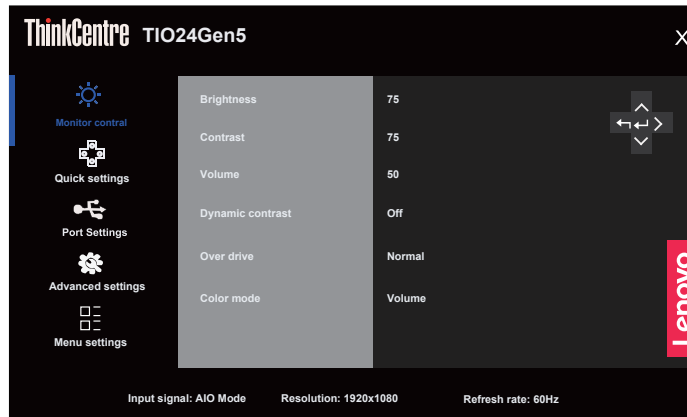 ThinkCentre TIO24Gen5
X
Monitor contral
Quick settings
Port Settings
Advanced settings
Menu settings
Brightness 75
Contrast 75
Volume 50
Dynamic contrast Off
Over drive Normal
Color mode Volume
Lenovo
Input signal: AIO Mode Resolution: 1920x1080 Refresh rate: 60Hz